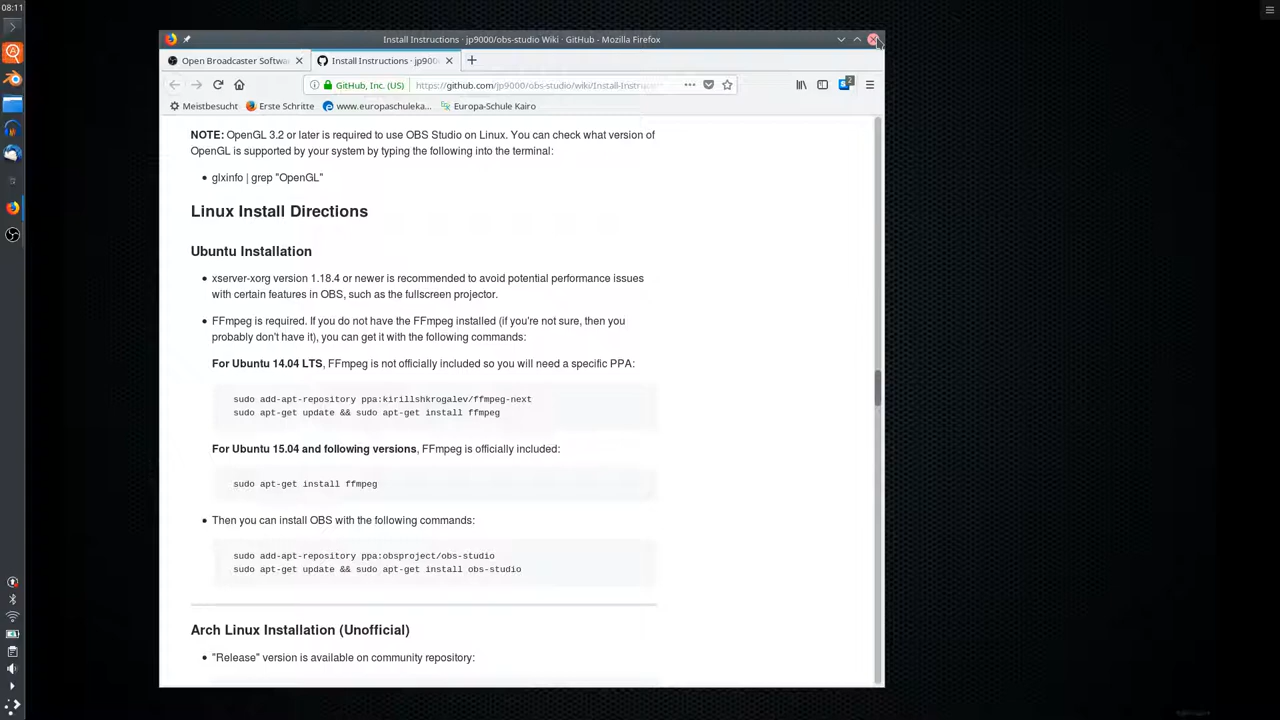 08:11
Install Instructions · jp9000/obs-studio Wiki · GitHub - Mozilla Firefox
Open Broadcaster Softwa
Install Instructions · jp900
GitHub, Inc. (US)
https://github.com/jp9000/obs-studio/wiki/Install-Instruc
2
Meistbesucht
Erste Schritte
www.europaschuleka...
Europa-Schule Kairo
NOTE: OpenGL 3.2 or later is required to use OBS Studio on Linux. You can check what version of
OpenGL is supported by your system by typing the following into the terminal:
glxinfo | grep "OpenGL"
Linux Install Directions
Ubuntu Installation
xserver-xorg version 1.18.4 or newer is recommended to avoid potential performance issues
with certain features in OBS, such as the fullscreen projector.
FFmpeg is required. If you do not have the FFmpeg installed (if you're not sure, then you
probably don't have it), you can get it with the following commands:
For Ubuntu 14.04 LTS, FFmpeg is not officially included so you will need a specific PPA:
sudo add-apt-repository ppa:kirillshkrogalev/ffmpeg-next
sudo apt-get update && sudo apt-get install ffmpeg
For Ubuntu 15.04 and following versions, FFmpeg is officially included:
sudo apt-get install ffmpeg
Then you can install OBS with the following commands:
sudo add-apt-repository ppa:obsproject/obs-studio
sudo apt-get update && sudo apt-get install obs-studio
Arch Linux Installation (Unofficial)
"Release" version is available on community repository: